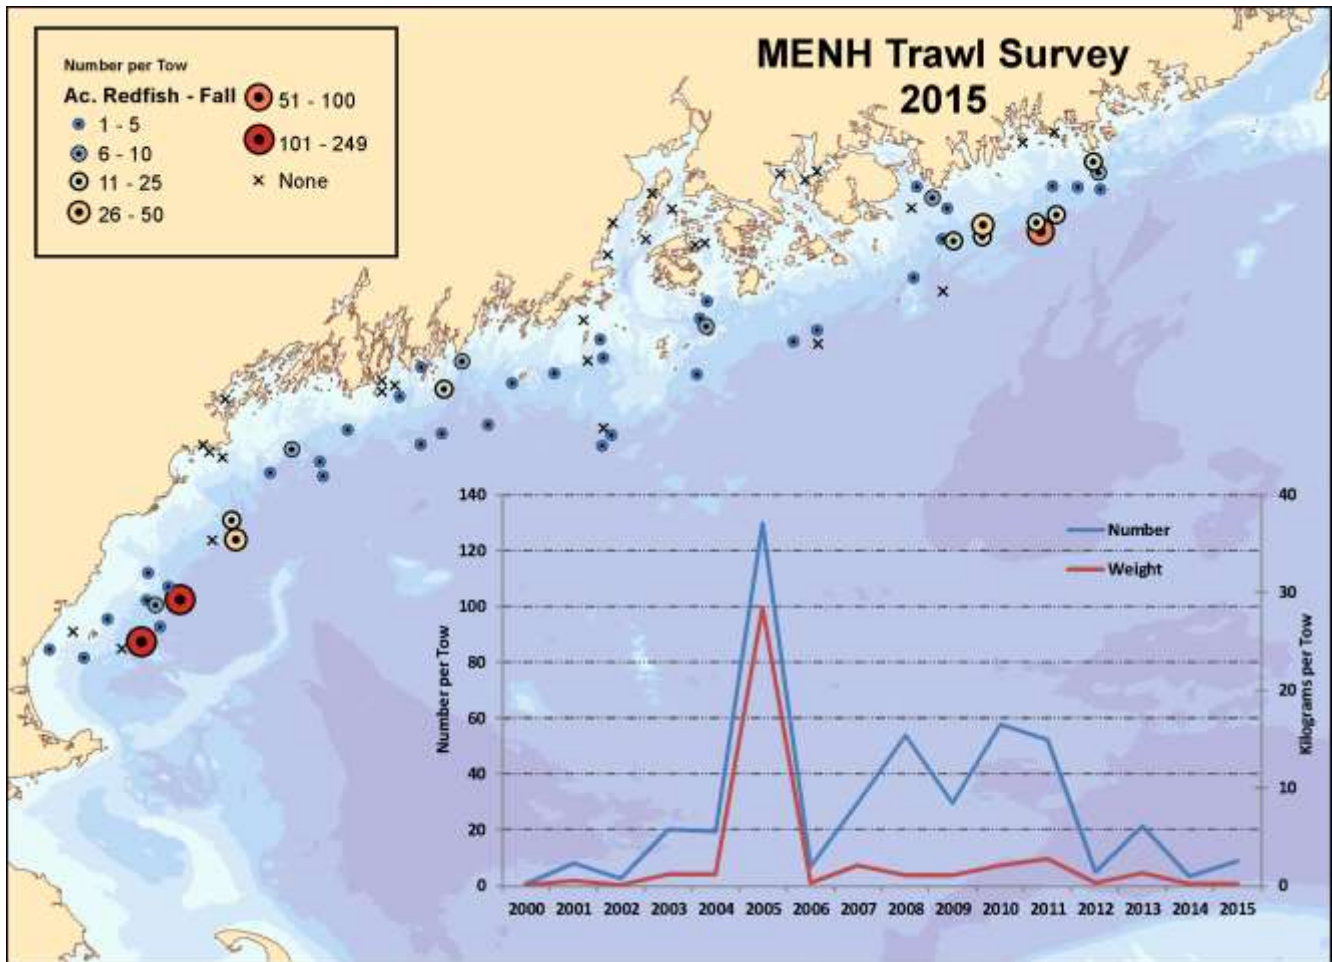 MENH Trawl Survey
2015
Number per Tow
Ac. Redfish - Fall
1 - 5
6 - 10
11 - 25
26 - 50
51 - 100
101 - 249
None
Number
Weight
Number per Tow
140
120
100
80
60
40
20
0
Kilograms per Tow
40
30
20
10
0
2000 2001 2002 2003 2004 2005 2006 2007 2008 2009 2010 2011 2012 2013 2014 2015